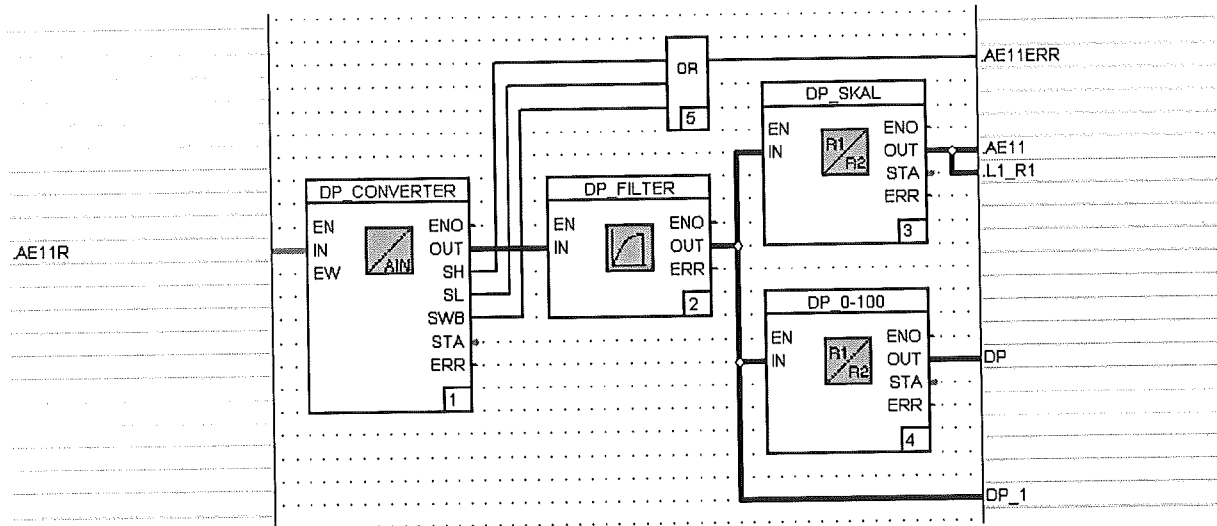 OR
5
.AE11ERR
DP_SKAL
EN
IN
R1/R2
ENO
OUT
STA
ERR
3
.AE11
.L1_R1
DP_CONVERTER
EN
IN
EW
AIN
ENO
OUT
SH
SL
SWB
STA
ERR
1
.AE11R
DP_FILTER
EN
IN
ENO
OUT
ERR
2
DP_0-100
EN
IN
R1/R2
ENO
OUT
STA
ERR
4
DP
DP_1